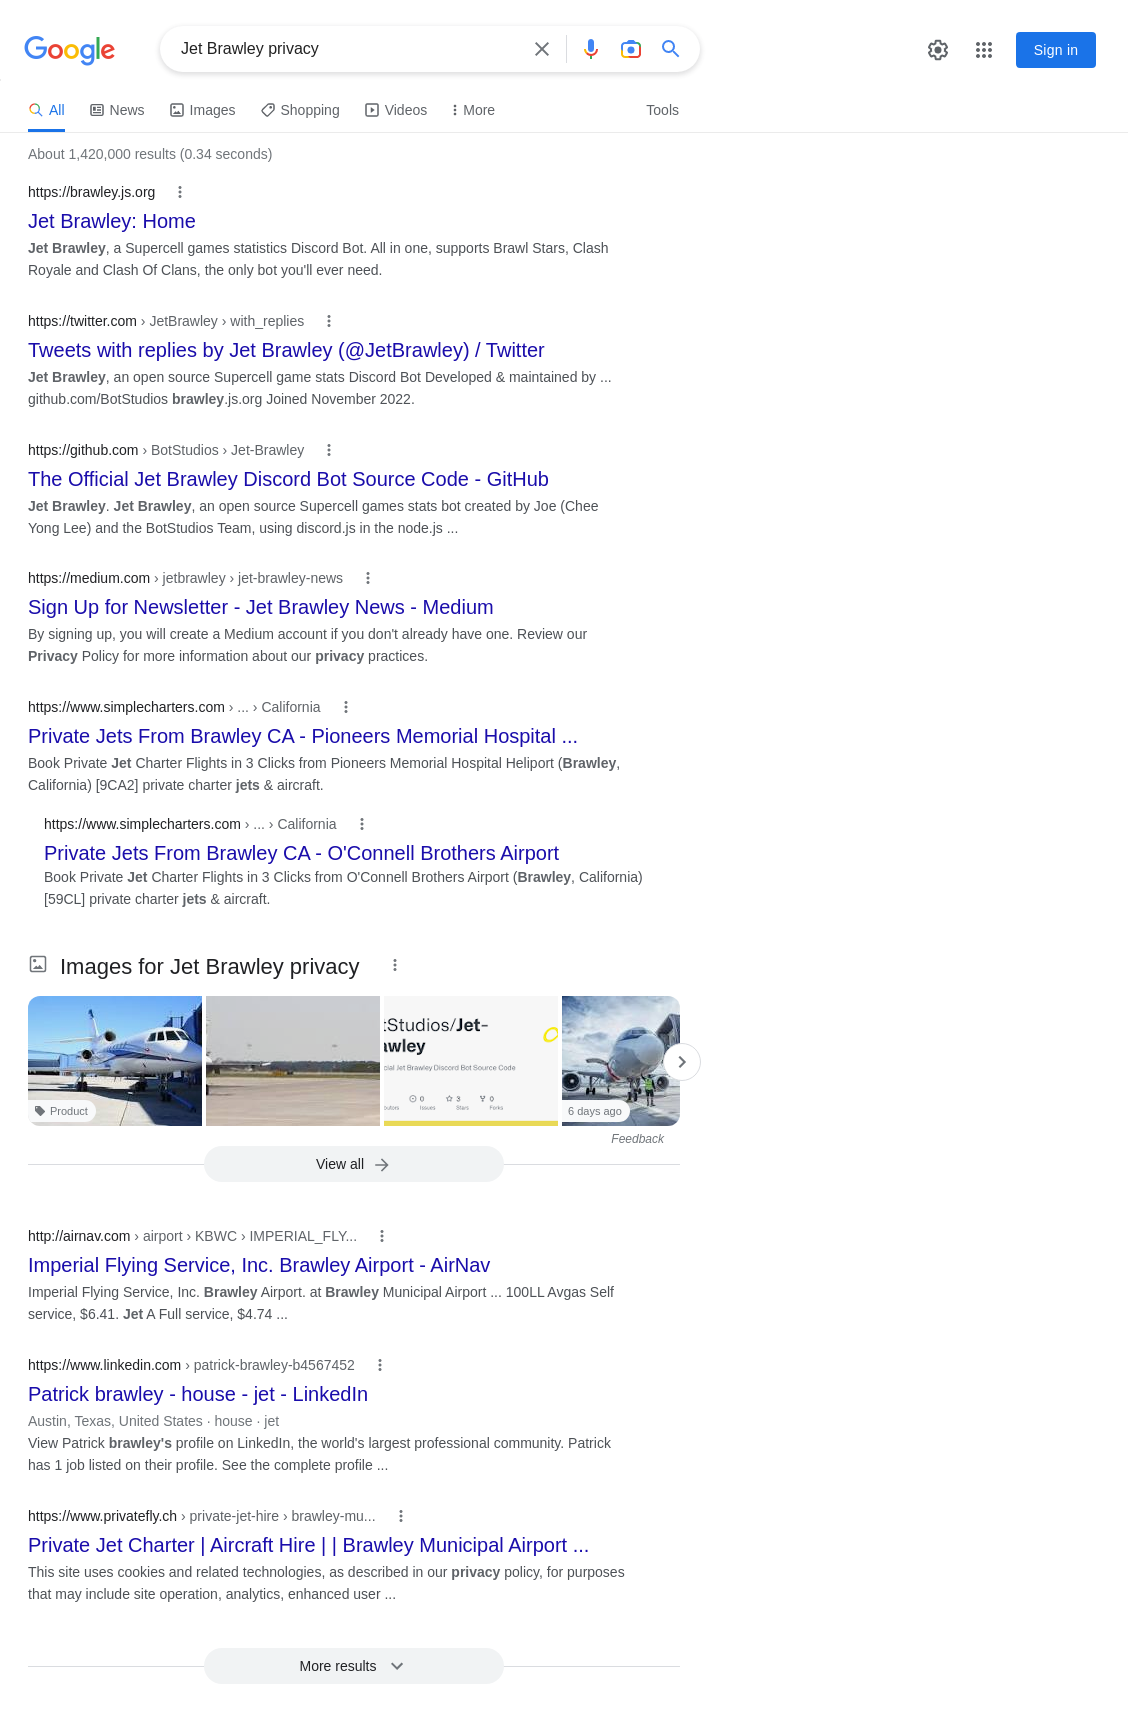 Google
Jet Brawley privacy
Sign in
All
News
Images
Shopping
Videos
More
Tools
About 1,420,000 results (0.34 seconds)
https://brawley.js.org
Jet Brawley: Home
Jet Brawley, a Supercell games statistics Discord Bot. All in one, supports Brawl Stars, Clash
Royale and Clash Of Clans, the only bot you'll ever need.
https://twitter.com › JetBrawley › with_replies
Tweets with replies by Jet Brawley (@JetBrawley) / Twitter
Jet Brawley, an open source Supercell game stats Discord Bot Developed & maintained by ...
github.com/BotStudios brawley.js.org Joined November 2022.
https://github.com › BotStudios › Jet-Brawley
The Official Jet Brawley Discord Bot Source Code - GitHub
Jet Brawley. Jet Brawley, an open source Supercell games stats bot created by Joe (Chee
Yong Lee) and the BotStudios Team, using discord.js in the node.js ...
https://medium.com › jetbrawley › jet-brawley-news
Sign Up for Newsletter - Jet Brawley News - Medium
By signing up, you will create a Medium account if you don't already have one. Review our
Privacy Policy for more information about our privacy practices.
https://www.simplecharters.com › ... › California
Private Jets From Brawley CA - Pioneers Memorial Hospital ...
Book Private Jet Charter Flights in 3 Clicks from Pioneers Memorial Hospital Heliport (Brawley,
California) [9CA2] private charter jets & aircraft.
https://www.simplecharters.com › ... › California
Private Jets From Brawley CA - O'Connell Brothers Airport
Book Private Jet Charter Flights in 3 Clicks from O'Connell Brothers Airport (Brawley, California)
[59CL] private charter jets & aircraft.
Images for Jet Brawley privacy
tStudios/Jet-
awley
cial Jet Brawley Discord Bot Source Code
0 3 0
butors Issues Stars Forks
Product
6 days ago
Feedback
View all
http://airnav.com › airport › KBWC › IMPERIAL_FLY...
Imperial Flying Service, Inc. Brawley Airport - AirNav
Imperial Flying Service, Inc. Brawley Airport. at Brawley Municipal Airport ... 100LL Avgas Self
service, $6.41. Jet A Full service, $4.74 ...
https://www.linkedin.com › patrick-brawley-b4567452
Patrick brawley - house - jet - LinkedIn
Austin, Texas, United States · house · jet
View Patrick brawley's profile on LinkedIn, the world's largest professional community. Patrick
has 1 job listed on their profile. See the complete profile ...
https://www.privatefly.ch › private-jet-hire › brawley-mu...
Private Jet Charter | Aircraft Hire | | Brawley Municipal Airport ...
This site uses cookies and related technologies, as described in our privacy policy, for purposes
that may include site operation, analytics, enhanced user ...
More results